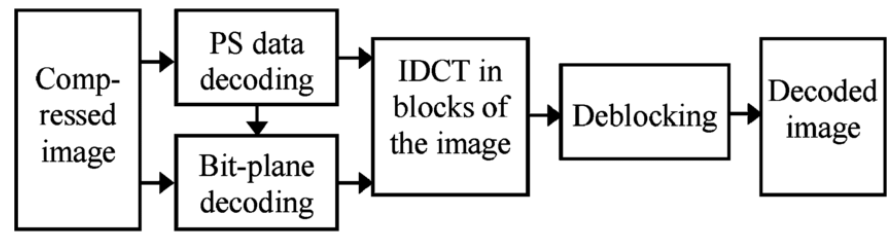 Comp-
ressed
image
PS data
decoding
Bit-plane
decoding
IDCT in
blocks of
the image
Deblocking
Decoded
image